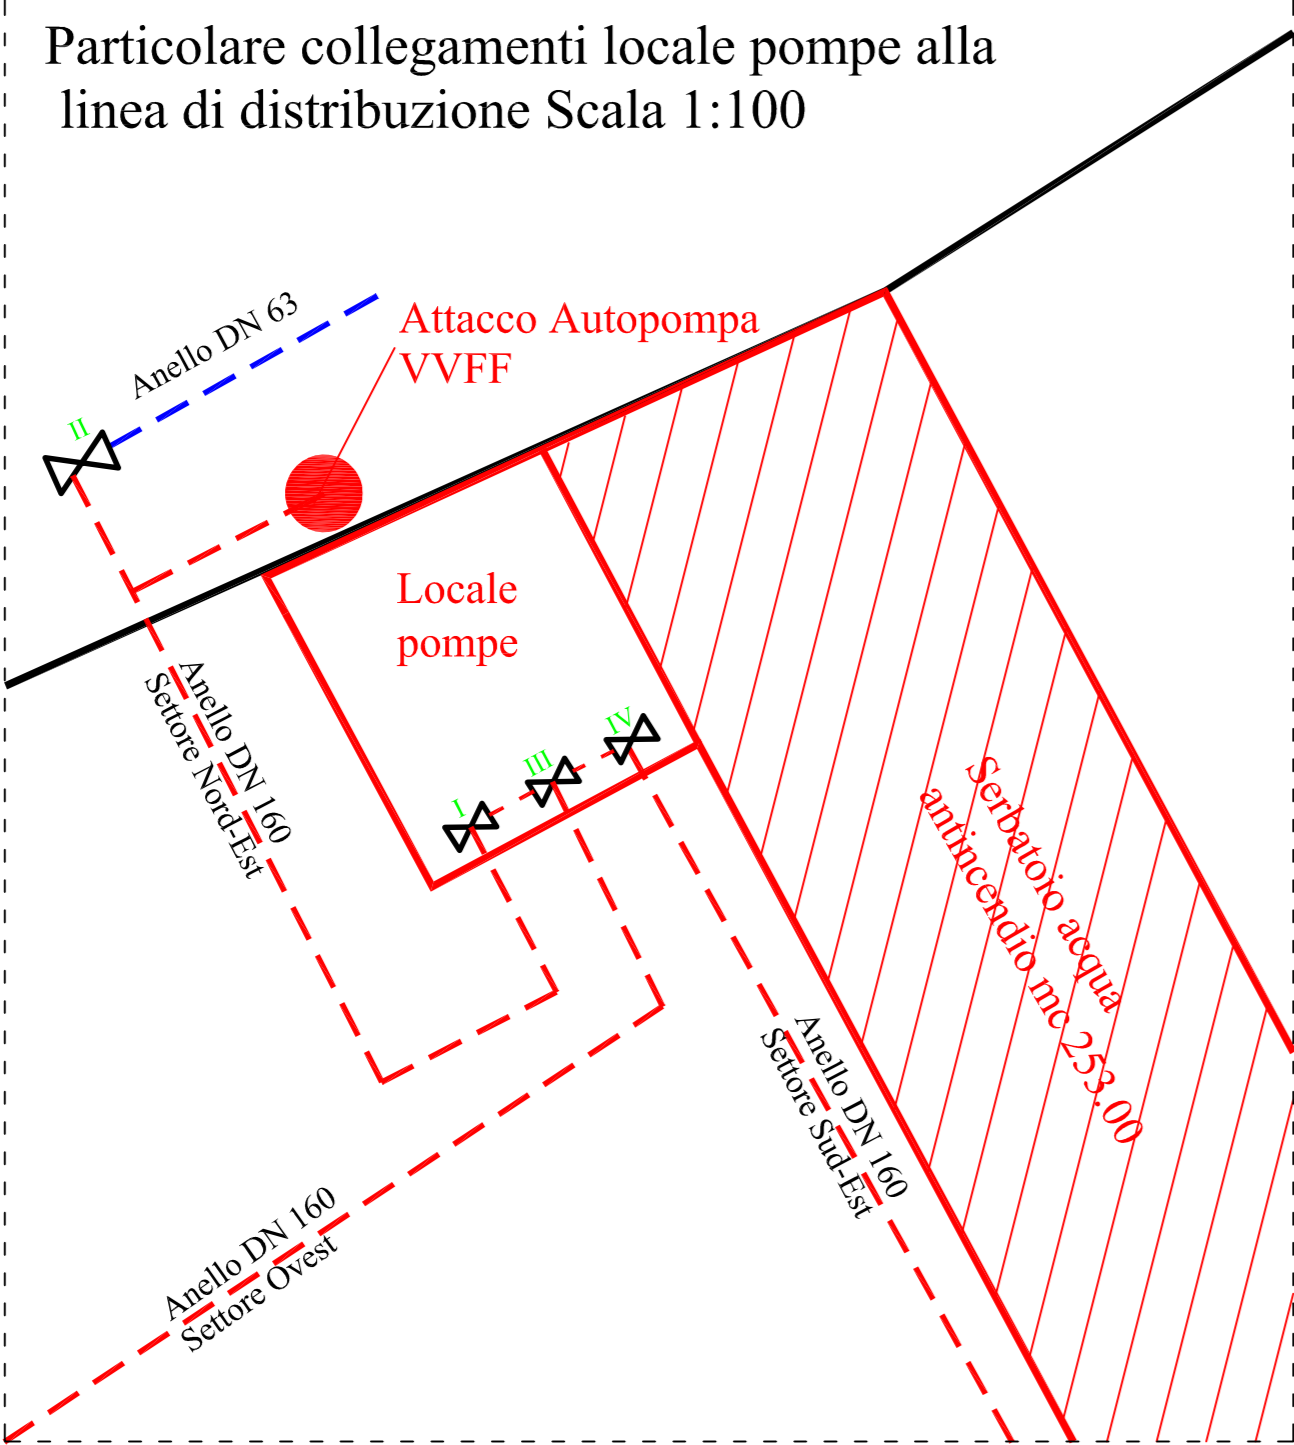 Particolare collegamenti locale pompe alla
linea di distribuzione Scala 1:100
Anello DN 63
Attacco Autopompa
VVFF
II
Locale
pompe
Anello DN 160
Settore Nord-Est
IV
III
I
Serbatoio acqua
antincendio mc 253.00
Anello DN 160
Settore Sud-Est
Anello DN 160
Settore Ovest